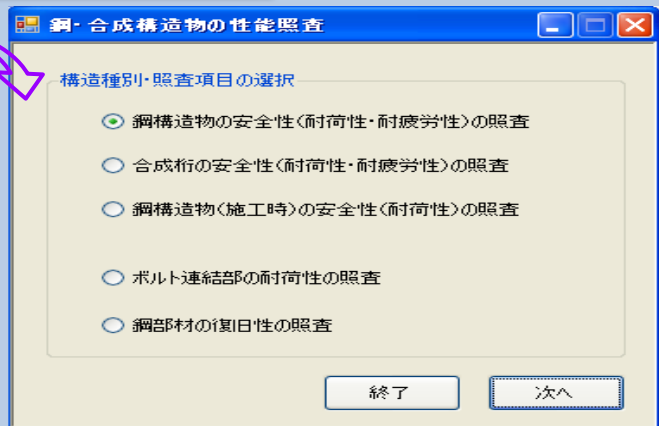 鋼・合成構造物の性能照査
構造種別・照査項目の選択
鋼構造物の安全性(耐荷性・耐疲労性)の照査
合成桁の安全性(耐荷性・耐疲労性)の照査
鋼構造物(施工時)の安全性(耐荷性)の照査
ボルト連結部の耐荷性の照査
鋼部材の復旧性の照査
終了
次へ